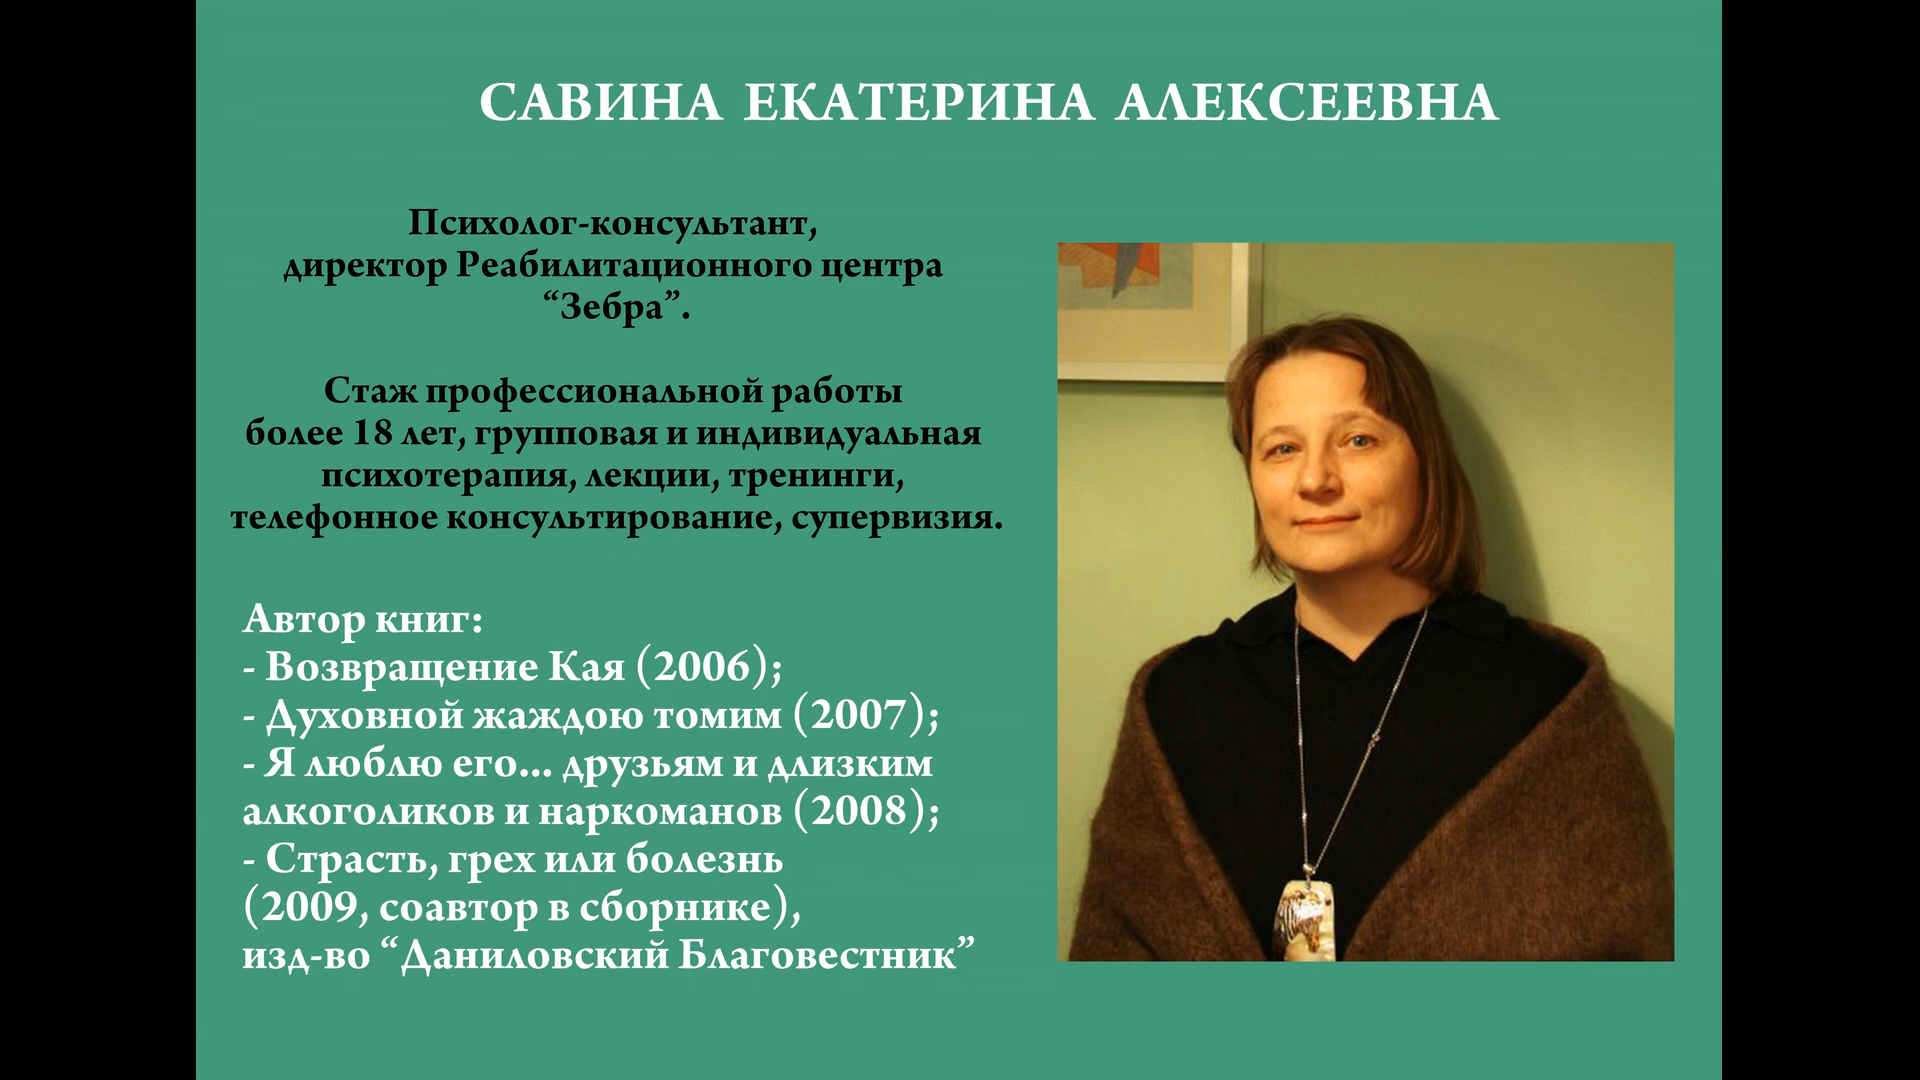 САВИНА ЕКАТЕРИНА АЛЕКСЕЕВНА
Психолог-консультант,
директор Реабилитационного центра
“Зебра”.
Стаж профессиональной работы
более 18 лет, групповая и индивидуальная
психотерапия, лекции, тренинги,
телефонное консультирование, супервизия.
Автор книг:
- Возвращение Кая (2006);
- Духовной жаждою томим (2007);
- Я люблю его... друзьям и длизким
алкоголиков и наркоманов (2008);
- Страсть, грех или болезнь
(2009, соавтор в сборнике),
изд-во “Даниловский Благовестник”